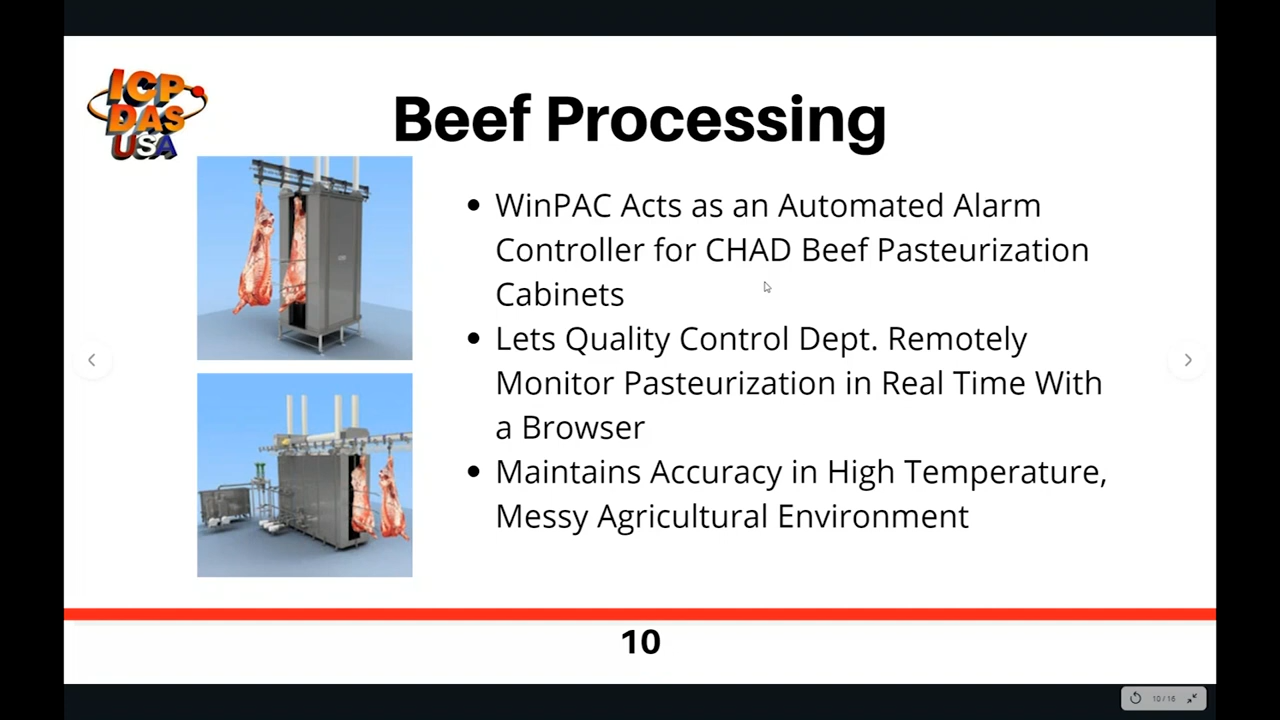 ICP
DAS
USA
Beef Processing
• WinPAC Acts as an Automated Alarm
Controller for CHAD Beef Pasteurization
Cabinets
• Lets Quality Control Dept. Remotely
Monitor Pasteurization in Real Time With
a Browser
• Maintains Accuracy in High Temperature,
Messy Agricultural Environment
10
10 / 16